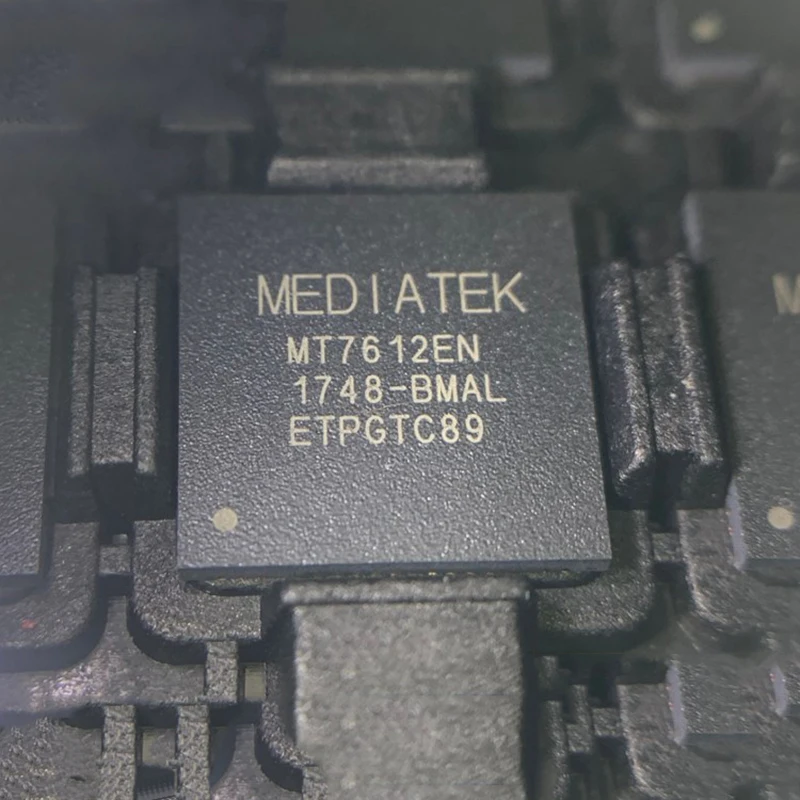 MEDIATEK
MT7612EN
1748-BMAL
ETPGTC89
M